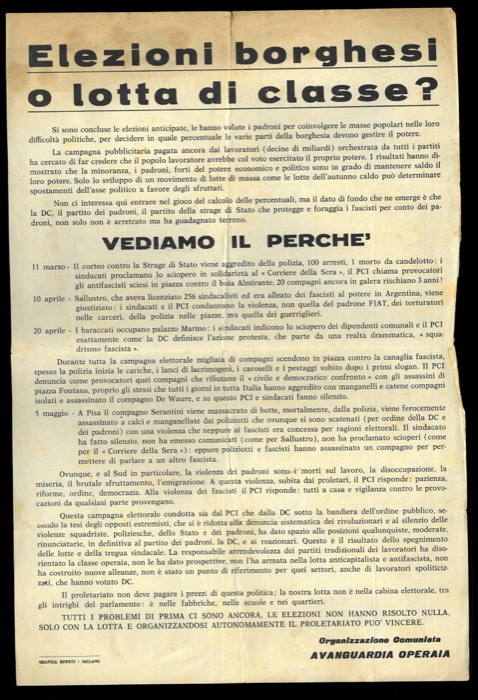 Elezioni borghesi
o lotta di classe?
Si sono concluse le elezioni anticipate, le hanno volute i padroni per coinvolgere le masse popolari nelle loro
difficoltà politiche, per decidere in quale percentuale le varie parti della borghesia devono gestire il potere.
La campagna pubblicitaria pagata ancora dai lavoratori (decine di miliardi) orchestrata da tutti i partiti
ha cercato di far credere che il popolo lavoratore avrebbe col voto esercitato il proprio potere. I risultati hanno di-
mostrato che la minoranza, i padroni, forti del potere economico e politico sono in grado di mantenere saldo il
loro potere. Solo lo sviluppo di un movimento di lotte di massa come le lotte dell'autunno caldo può determinare
spostamenti dell'asse politico a favore degli sfruttati.
Non ci interessa qui entrare nel gioco del calcolo delle percentuali, ma il dato di fondo che ne emerge è che
la DC, il partito dei padroni, il partito della strage di Stato che protegge e foraggia i fascisti per conto dei pa-
droni, non solo non è arretrato ma ha guadagnato terreno.
VEDIAMO IL PERCHE'
11 marzo - Il corteo contro la Strage di Stato viene aggredito della polizia, 100 arresti, 1 morto da candelotto: i
sindacati proclamano lo sciopero in solidarietà al « Corriere della Sera », il PCI chiama provocatori
gli antifascisti scesi in piazza contro il boia Almirante, 20 compagni ancora in galera rischiano 3 anni!
10 aprile - Sallustro, che aveva licenziato 256 sindacalisti ed era alleato dei fascisti al potere in Argentina, viene
giustiziato: i sindacati e il PCI condannano la violenza, non quella del padrone FIAT, dei torturatori
nelle carceri, della polizia nelle piazze, ma quella dei guerriglieri.
20 aprile - I baraccati occupano palazzo Marino: i sindacati indicono lo sciopero dei dipendenti comunali e il PCI
esattamente come la DC definisce l'azione protesta, che parte da una realtà drammatica, « squa-
drismo fascista ».
Durante tutta la campagna elettorale migliaia di compagni scendono in piazza contro la canaglia fascista,
spesso la polizia inizia le cariche, i lanci di lacrimogeni, i caroselli e i pestaggi subito dopo i primi slogan. Il PCI
denuncia come provocatori quei compagni che rifiutano il « civile e democratico confronto » con gli assassini di
piazza Fontana, proprio gli stessi che tutti i giorni in tutta Italia hanno aggredito con manganelli e catene compagni
isolati e assassinato il compagno De Waure, e su questo PCI e sindacati fanno silenzio.
5 maggio - A Pisa il compagno Serantini viene massacrato di botte, mortalmente, dalla polizia, viene ferocemente
assassinato a calci e manganellate dai poliziotti che ovunque si sono scatenati (per ordine della DC e
dei padroni) con una violenza che neppure ai fascisti era concessa per ragioni elettorali. Il sindacato
ha fatto silenzio, non ha emesso comunicati (come per Sallustro), non ha proclamato scioperi (come
per il « Corriere della Sera »): eppure poliziotti e fascisti hanno assassinato un compagno per per-
mettere di parlare a un altro fascista.
Ovunque, e al Sud in particolare, la violenza dei padroni sono i morti sul lavoro, la disoccupazione, la
miseria, il brutale sfruttamento, l'emigrazione. A questa violenza, subita dai proletari, il PCI risponde: pazienza,
riforme, ordine, democrazia. Alla violenza dei fascisti il PCI risponde: tutti a casa e vigilanza contro le provo-
cazioni da qualsiasi parte provengano.
Questa campagna elettorale condotta sia dal PCI che dalla DC sotto la bandiera dell'ordine pubblico, se-
condo la tesi degli opposti estremisti, che si è ridotta alla denuncia sistematica dei rivoluzionari e al silenzio delle
violenze squadriste, poliziesche, dello Stato e dei padroni, ha dato spazio alle posizioni qualunquiste, moderate,
rinunciatarie, in definitiva al partito dei padroni, la DC, e ai reazionari. Questo è il risultato dello spegnimento
delle lotte e della tregua sindacale. La responsabile arrendevolezza dei partiti tradizionali dei lavoratori ha diso-
rientato la classe operaia, non le ha dato prospettive, non l'ha armata nella lotta anticapitalista e antifascista, non
ha costruito nuove alleanze, non è stato un punto di riferimento per quei settori, anche di lavoratori spoliticiz-
zati, che hanno votato DC.
Il proletariato non deve pagare i prezzi di questa politica; la nostra lotta non è nella cabina elettorale, tra
gli intrighi del parlamento: è nelle fabbriche, nelle scuole e nei quartieri.
TUTTI I PROBLEMI DI PRIMA CI SONO ANCORA, LE ELEZIONI NON HANNO RISOLTO NULLA,
SOLO CON LA LOTTA E ORGANIZZANDOSI AUTONOMAMENTE IL PROLETARIATO PUO' VINCERE.
Organizzazione Comunista
AVANGUARDIA OPERAIA
GRAFICA EFFETI - MILANO